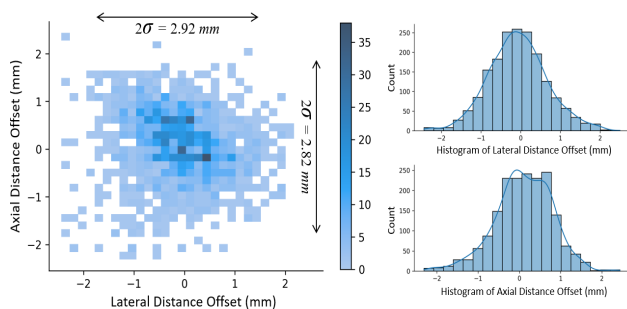 2σ = 2.92 mm
2
1
0
−1
−2
Axial Distance Offset (mm)
−2 −1 0 1 2
Lateral Distance Offset (mm)
2σ = 2.82 mm
35
30
25
20
15
10
5
0
250
200
150
100
50
0
Count
−2 −1 0 1 2
Histogram of Lateral Distance Offset (mm)
250
200
150
100
50
0
Count
−2 −1 0 1 2
Histogram of Axial Distance Offset (mm)